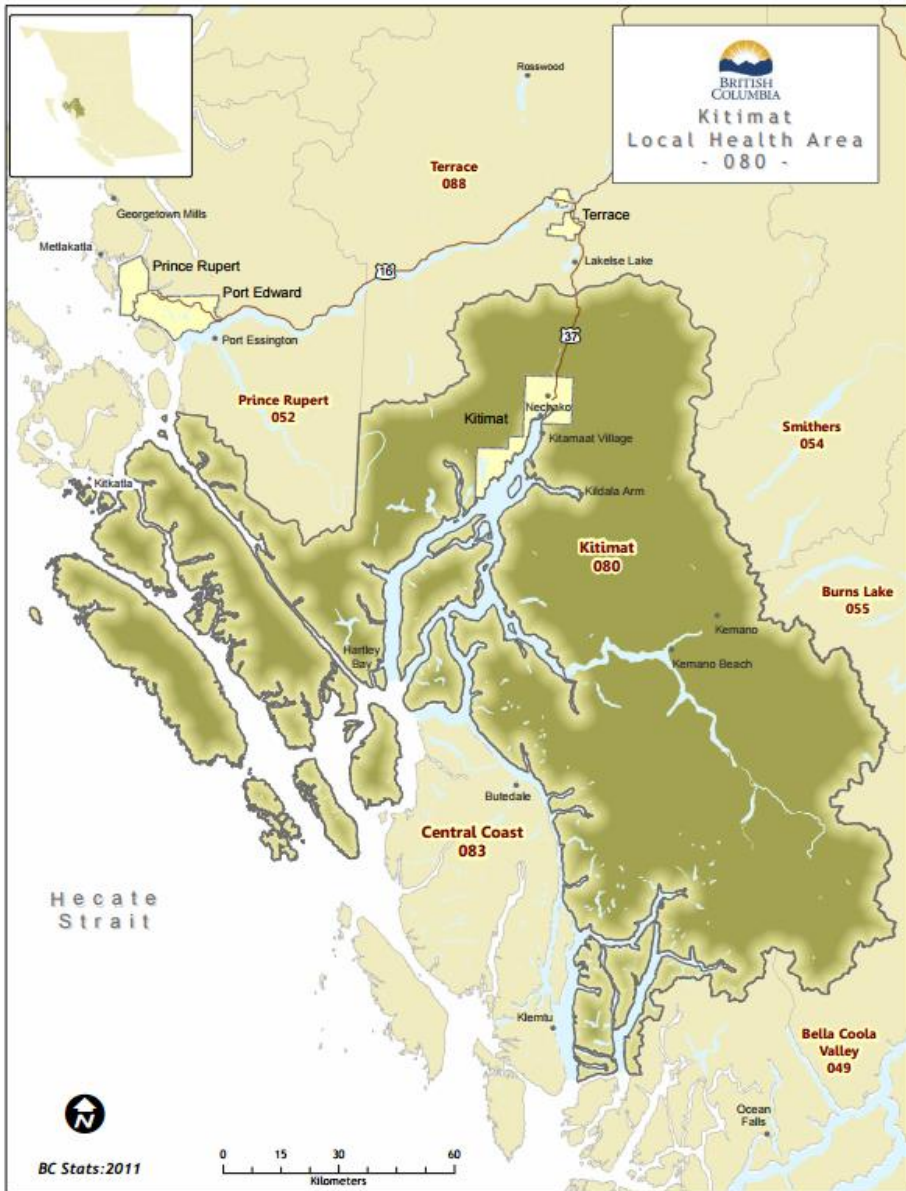 BRITISH
COLUMBIA
Kitimat
Local Health Area
- 080 -
Rosswood
Terrace
088
Georgetown Mills
Metlakatla
Terrace
Prince Rupert
Lakelse Lake
16
Port Edward
Port Essington
37
Prince Rupert
052
Nechako
Kitimat
Kitamaat Village
Smithers
054
Kitkatla
Kildala Arm
Kitimat
080
Burns Lake
055
Kemano
Hartley
Bay
Kemano Beach
Butedale
Central Coast
083
Hecate
Strait
Klemtu
Bella Coola
Valley
049
Ocean
Falls
N
BC Stats:2011
0 15 30 60
Kilometers